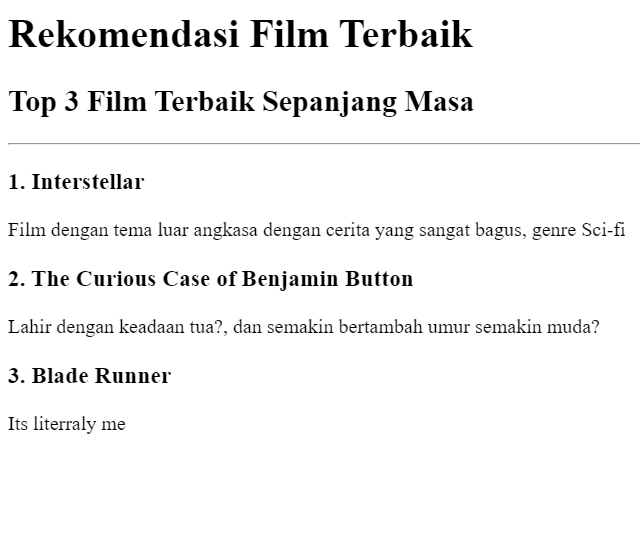 Rekomendasi Film Terbaik
Top 3 Film Terbaik Sepanjang Masa
1. Interstellar
Film dengan tema luar angkasa dengan cerita yang sangat bagus, genre Sci-fi
2. The Curious Case of Benjamin Button
Lahir dengan keadaan tua?, dan semakin bertambah umur semakin muda?
3. Blade Runner
Its literraly me